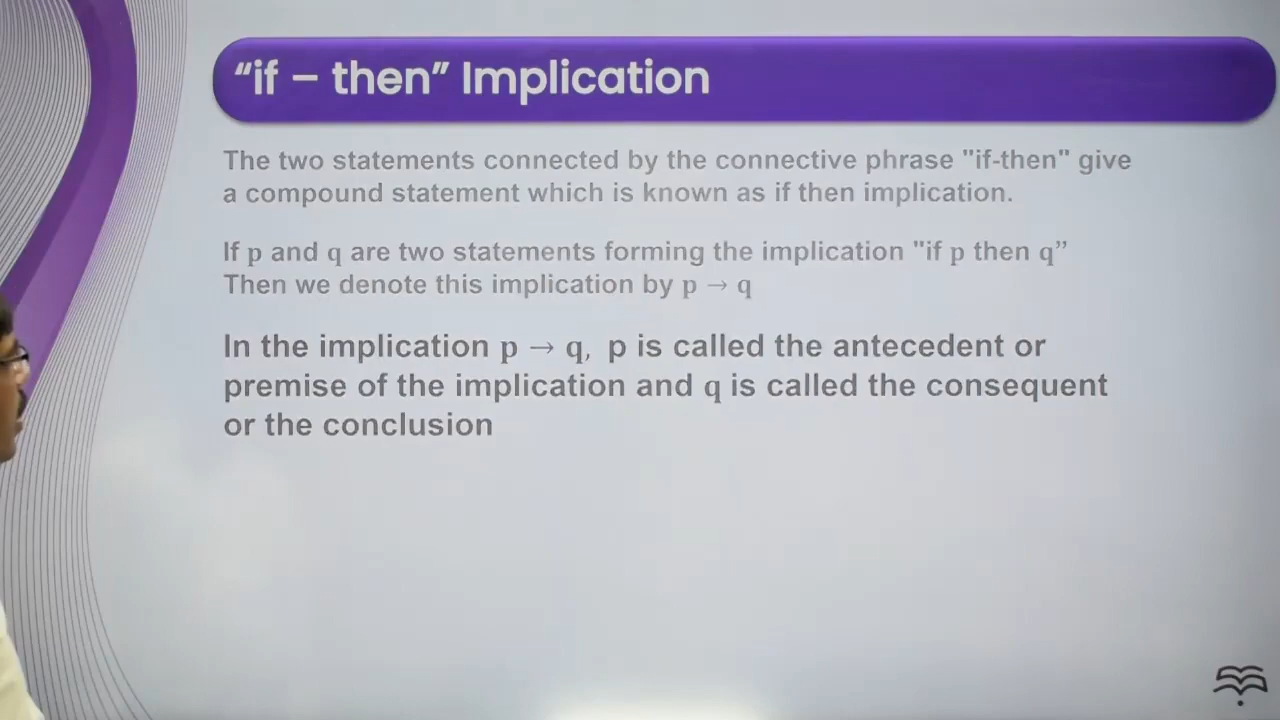 “if – then” Implication
The two statements connected by the connective phrase "if-then" give
a compound statement which is known as if then implication.
If p and q are two statements forming the implication "if p then q”
Then we denote this implication by p → q
In the implication p → q, p is called the antecedent or
premise of the implication and q is called the consequent
or the conclusion